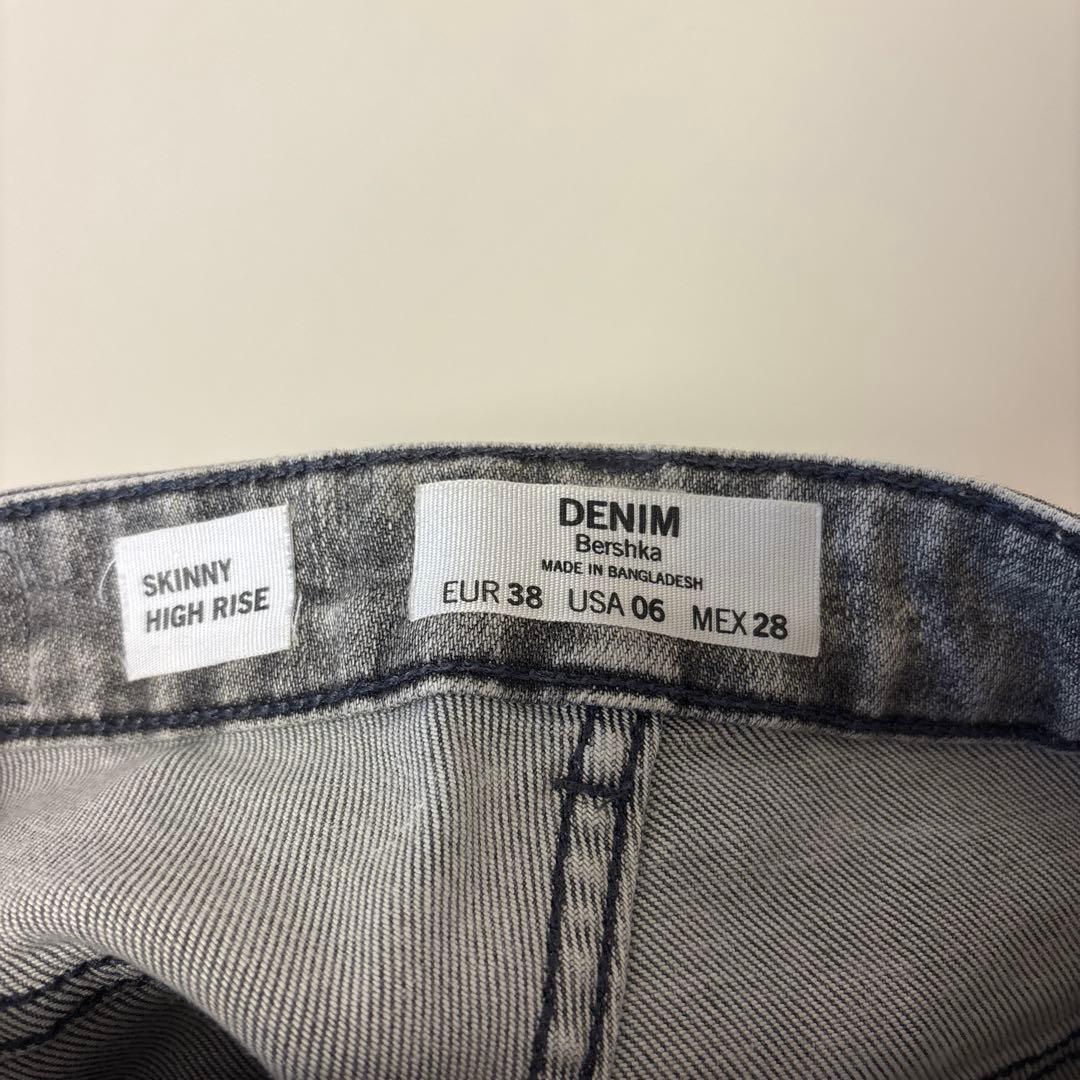 SKINNY
HIGH RISE
DENIM
Bershka
MADE IN BANGLADESH
EUR 38 USA 06 MEX 28